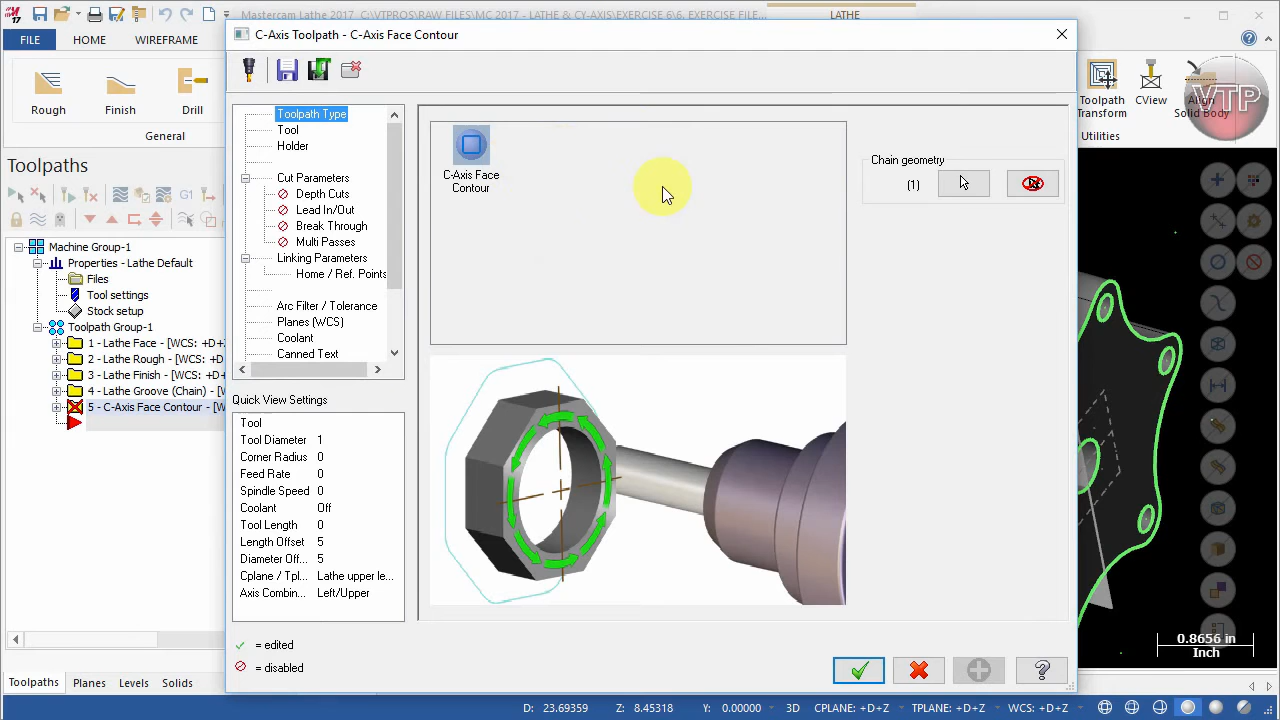 Mastercam Lathe 2017 C:\VTPROS\RAW FILES\MC 2017 - LATHE & CY-AXIS\EXERCISE 6\6. EXERCISE FILE...
LATHE
17
FILE
HOME
WIREFRAME
C-Axis Toolpath - C-Axis Face Contour
Rough
Finish
Drill
General
Toolpath
Transform
CView
Align
Solid Body
Utilities
VTP
Toolpaths
G1
Machine Group-1
Properties - Lathe Default
Files
Tool settings
Stock setup
Toolpath Group-1
1 - Lathe Face - [WCS: +D+
2 - Lathe Rough - [WCS: +D
3 - Lathe Finish - [WCS: +D+
4 - Lathe Groove (Chain) - [
5 - C-Axis Face Contour - [W
Toolpath Type
Tool
Holder
Cut Parameters
Depth Cuts
Lead In/Out
Break Through
Multi Passes
Linking Parameters
Home / Ref. Points
Arc Filter / Tolerance
Planes (WCS)
Coolant
Canned Text
C-Axis Face
Contour
Chain geometry
(1)
Quick View Settings
Tool
Tool Diameter 1
Corner Radius 0
Feed Rate 0
Spindle Speed 0
Coolant Off
Tool Length 0
Length Offset 5
Diameter Off... 5
Cplane / Tpl... Lathe upper le...
Axis Combin... Left/Upper
= edited
= disabled
0.8656 in
Inch
Toolpaths
Planes
Levels
Solids
D: 23.69359 Z: 8.45318 Y: 0.00000 3D CPLANE: +D+Z TPLANE: +D+Z WCS: +D+Z